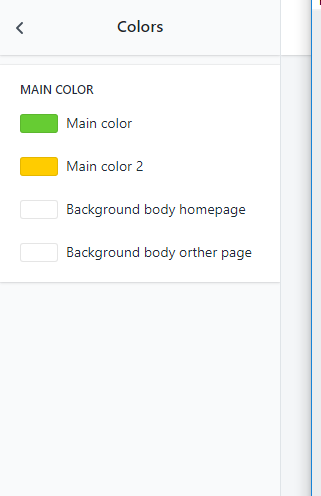 Colors
MAIN COLOR
Main color
Main color 2
Background body homepage
Background body orther page